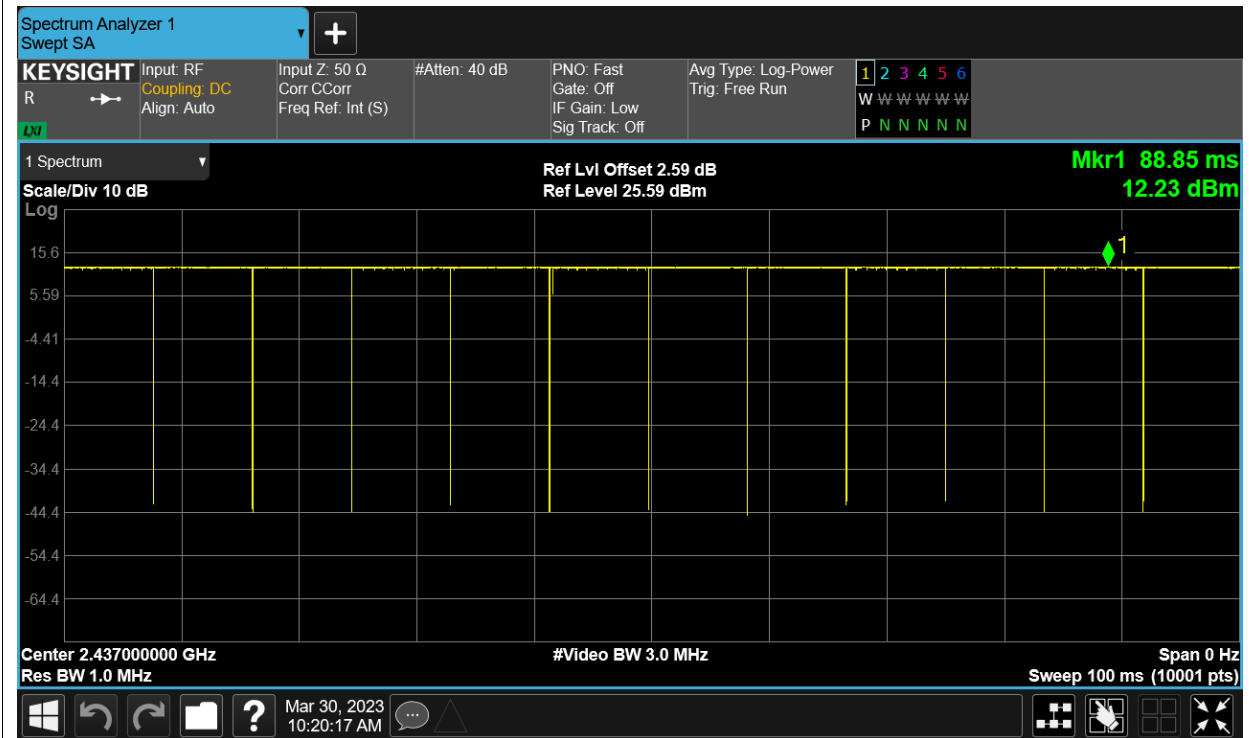 Spectrum Analyzer 1
Swept SA
KEYSIGHT
R
LXI
Input: RF
Coupling: DC
Align: Auto
Input Z: 50 Ω
Corr CCorr
Freq Ref: Int (S)
#Atten: 40 dB
PNO: Fast
Gate: Off
IF Gain: Low
Sig Track: Off
Avg Type: Log-Power
Trig: Free Run
1 2 3 4 5 6
W W W W W W
P N N N N N
1 Spectrum
Scale/Div 10 dB
Ref Lvl Offset 2.59 dB
Ref Level 25.59 dBm
Mkr1 88.85 ms
12.23 dBm
Log
1
15.6
5.59
-4.41
-14.4
-24.4
-34.4
-44.4
-54.4
-64.4
Center 2.437000000 GHz
Res BW 1.0 MHz
#Video BW 3.0 MHz
Span 0 Hz
Sweep 100 ms (10001 pts)
?
Mar 30, 2023
10:20:17 AM